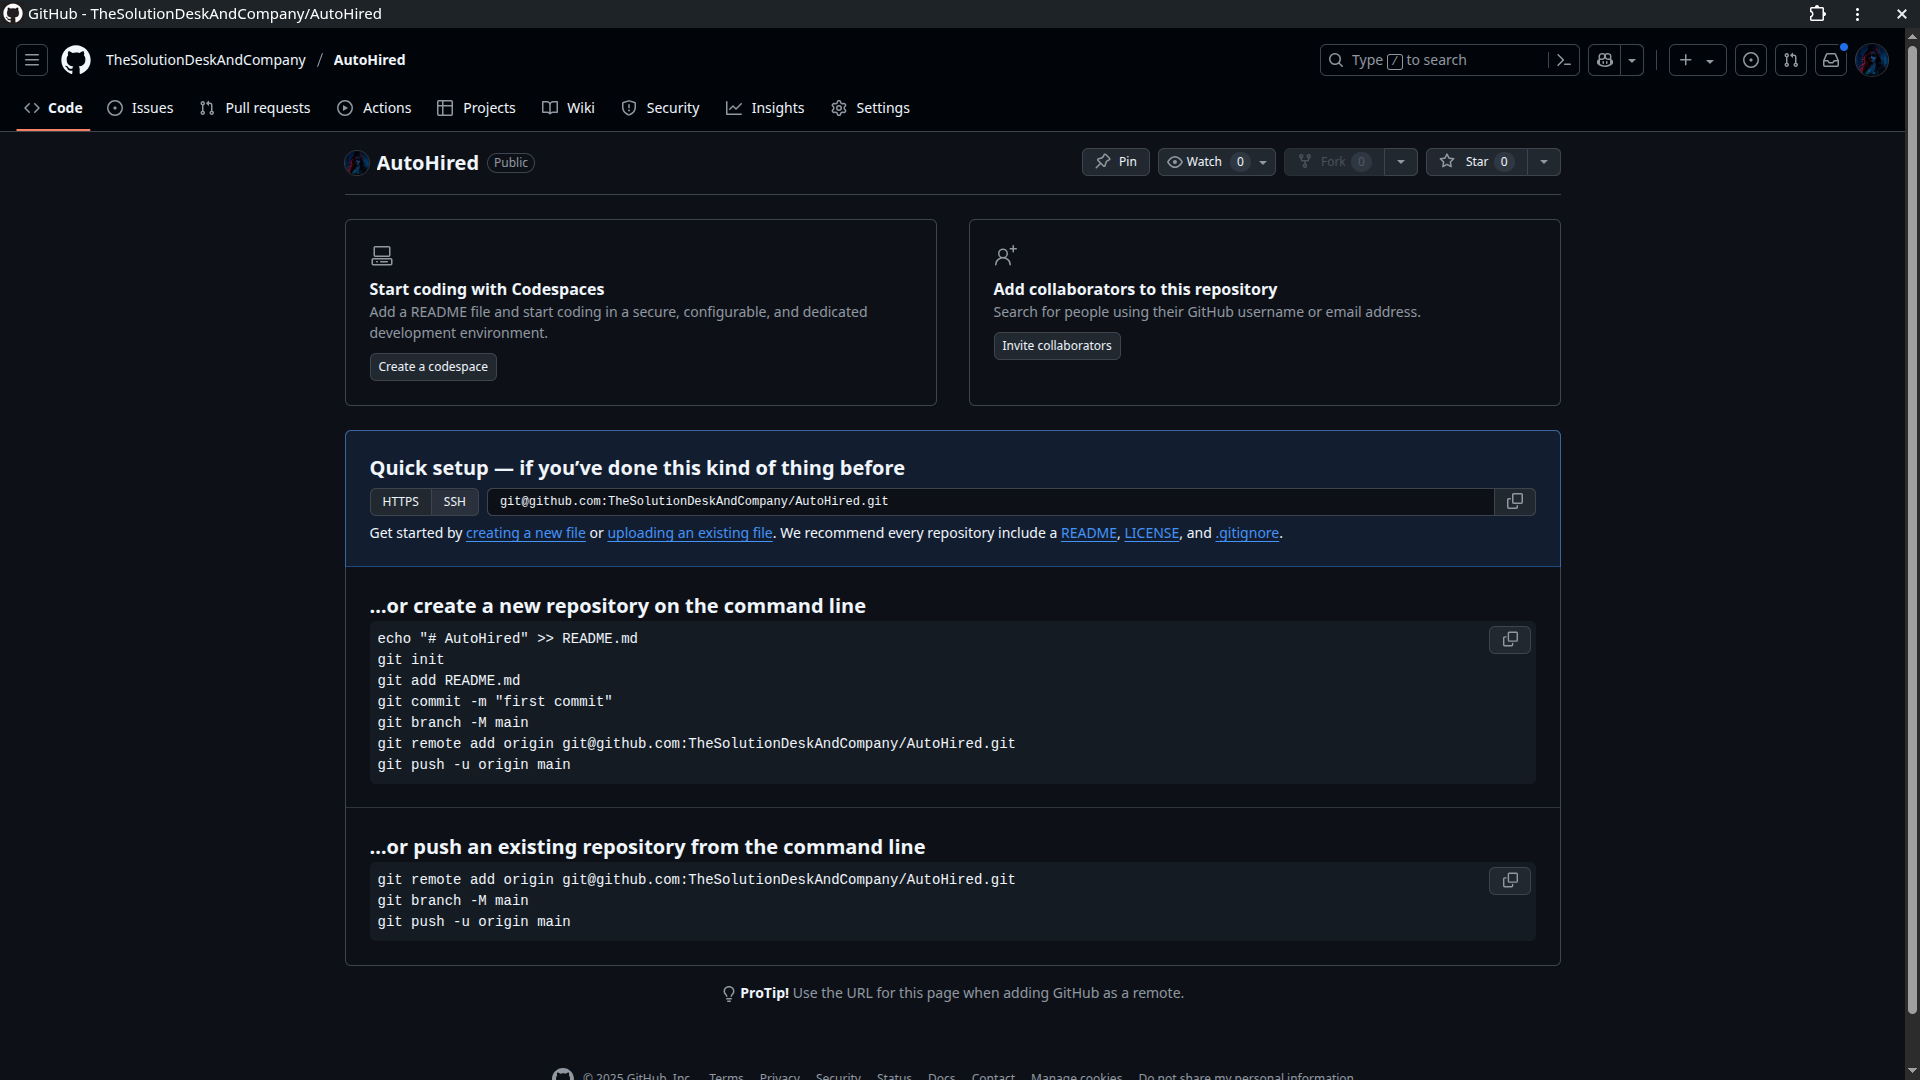 GitHub - TheSolutionDeskAndCompany/AutoHired
TheSolutionDeskAndCompany / AutoHired
Type / to search
Code Issues Pull requests Actions Projects Wiki Security Insights Settings
AutoHired Public
Pin Watch 0 Fork 0 Star 0
Start coding with Codespaces
Add a README file and start coding in a secure, configurable, and dedicated
development environment.
Create a codespace
Add collaborators to this repository
Search for people using their GitHub username or email address.
Invite collaborators
Quick setup — if you’ve done this kind of thing before
HTTPS SSH git@github.com:TheSolutionDeskAndCompany/AutoHired.git
Get started by creating a new file or uploading an existing file. We recommend every repository include a README, LICENSE, and .gitignore.
…or create a new repository on the command line
echo "# AutoHired" >> README.md
git init
git add README.md
git commit -m "first commit"
git branch -M main
git remote add origin git@github.com:TheSolutionDeskAndCompany/AutoHired.git
git push -u origin main
…or push an existing repository from the command line
git remote add origin git@github.com:TheSolutionDeskAndCompany/AutoHired.git
git branch -M main
git push -u origin main
ProTip! Use the URL for this page when adding GitHub as a remote.
© 2025 GitHub, Inc. Terms Privacy Security Status Docs Contact Manage cookies Do not share my personal information